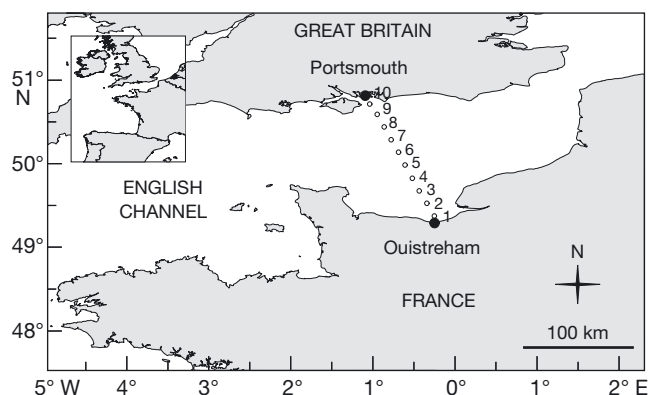 GREAT BRITAIN
Portsmouth
51°
N
10
9
8
7
50°
6
5
4
ENGLISH
CHANNEL
3
2
1
49°
Ouistreham
N
FRANCE
48°
100 km
5° W 4° 3° 2° 1° 0° 1° 2° E